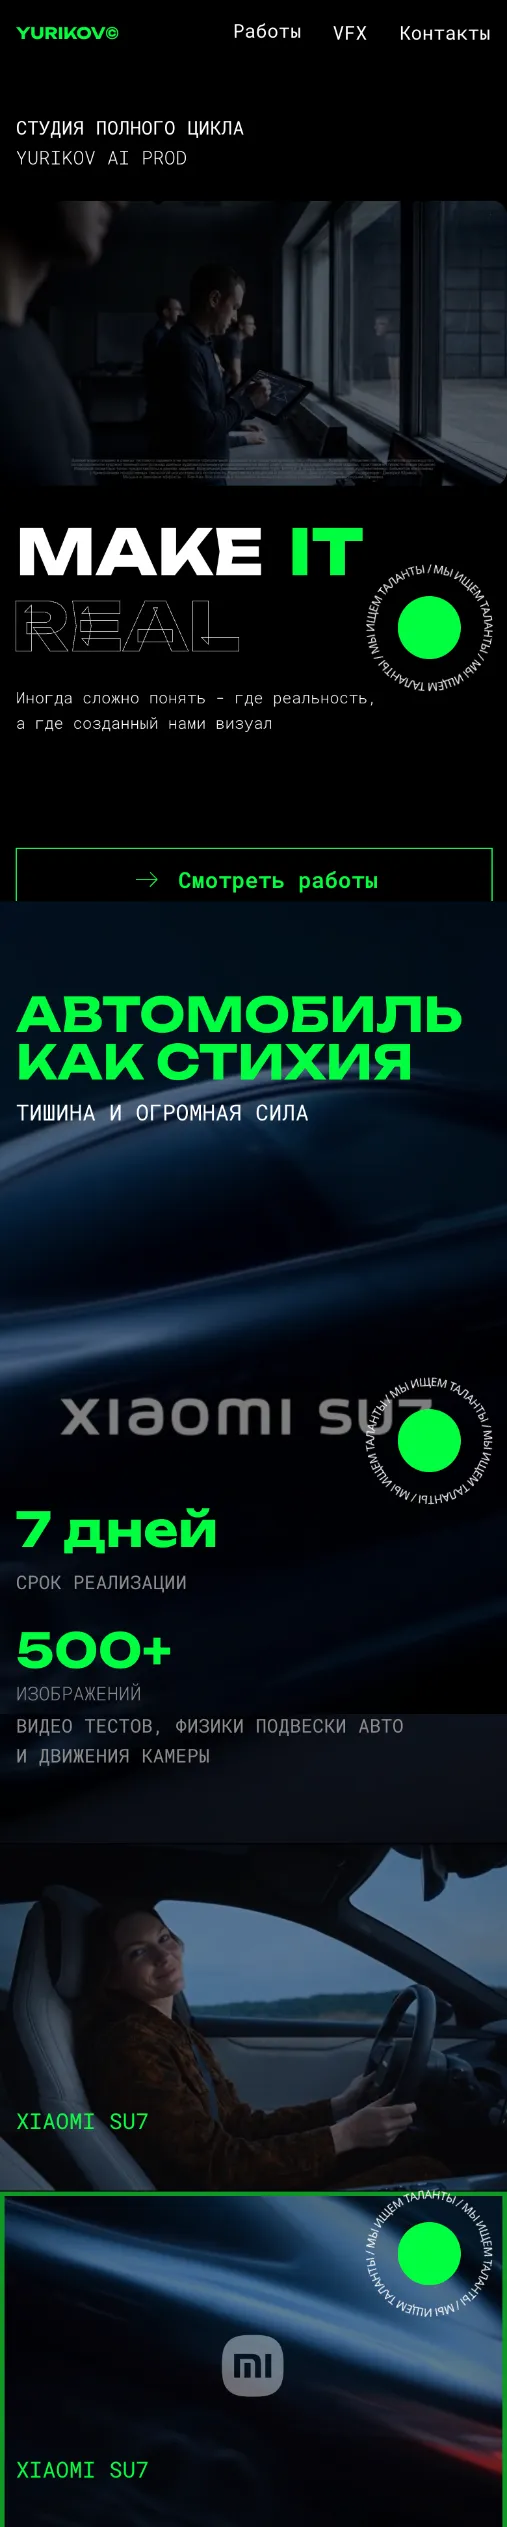 YURIKOV©
Работы VFX Контакты
СТУДИЯ ПОЛНОГО ЦИКЛА
YURIKOV AI PROD
MAKE IT
REAL
МЫ ИЩЕМ ТАЛАНТЫ / МЫ ИЩЕМ ТАЛАНТЫ / МЫ ИЩЕМ ТАЛАНТЫ /
Иногда сложно понять - где реальность,
а где созданный нами визуал
→ Смотреть работы
АВТОМОБИЛЬ
КАК СТИХИЯ
ТИШИНА И ОГРОМНАЯ СИЛА
xiaomi su7
МЫ ИЩЕМ ТАЛАНТЫ / МЫ ИЩЕМ ТАЛАНТЫ / МЫ ИЩЕМ ТАЛАНТЫ /
7 дней
СРОК РЕАЛИЗАЦИИ
500+
ИЗОБРАЖЕНИЙ
ВИДЕО ТЕСТОВ, ФИЗИКИ ПОДВЕСКИ АВТО
И ДВИЖЕНИЯ КАМЕРЫ
XIAOMI SU7
МЫ ИЩЕМ ТАЛАНТЫ / МЫ ИЩЕМ ТАЛАНТЫ / МЫ ИЩЕМ ТАЛАНТЫ /
mi
XIAOMI SU7